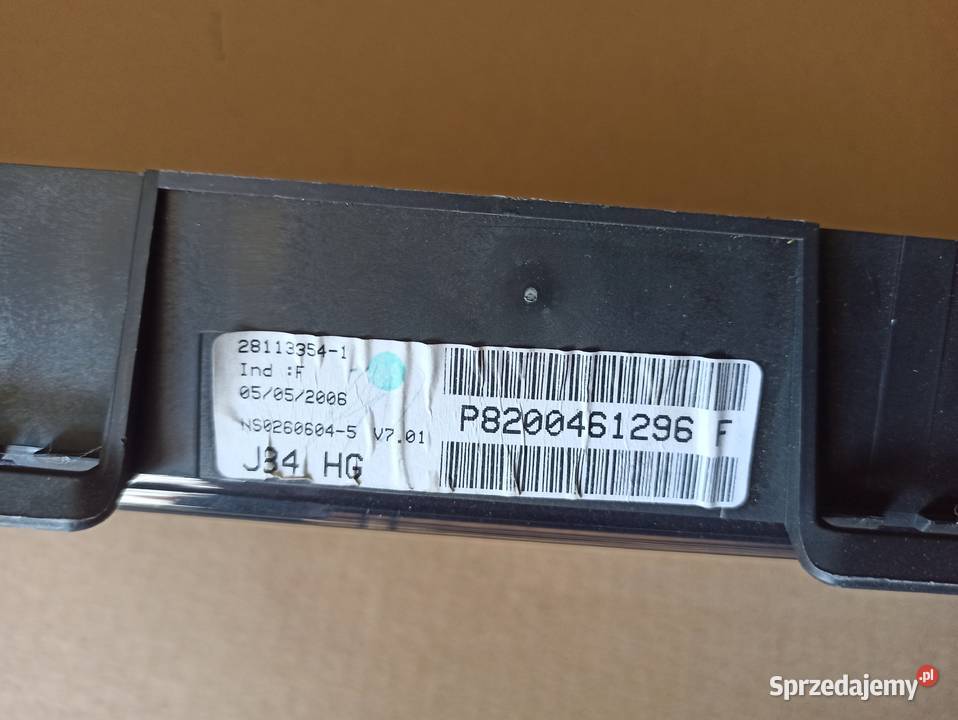 28113354-1
Ind :F
05/05/2006
NS0260604-5 V7.01
J34 HG
P8200461296 F
Sprzedajemy.pl